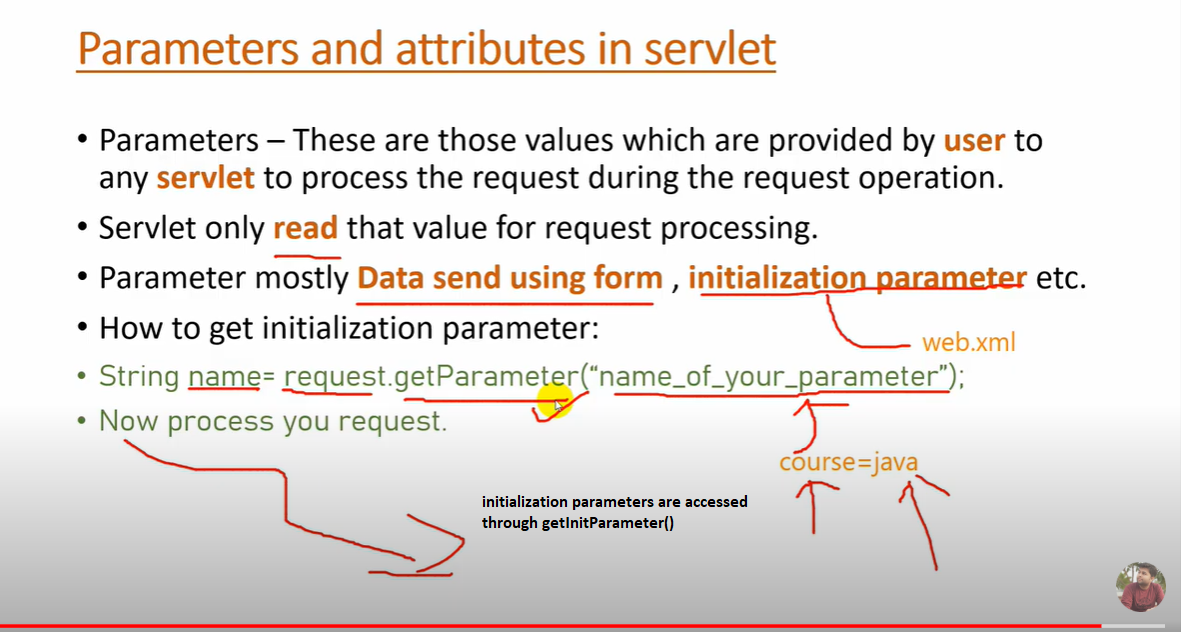 Parameters and attributes in servlet
• Parameters – These are those values which are provided by user to
any servlet to process the request during the request operation.
• Servlet only read that value for request processing.
• Parameter mostly Data send using form , initialization parameter etc.
• How to get initialization parameter:
web.xml
• String name= request.getParameter(“name_of_your_parameter”);
• Now process you request.
course=java
initialization parameters are accessed
through getInitParameter()